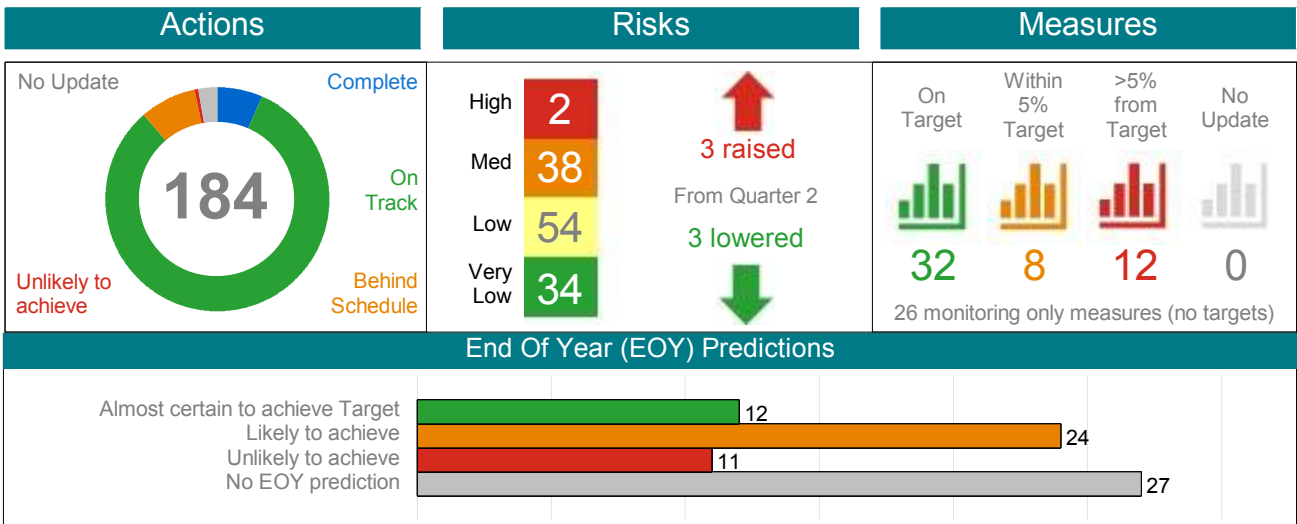 Actions
Risks
Measures
No Update
Complete
184
On
Track
Unlikely to
achieve
Behind
Schedule
High
2
Med
38
Low
54
Very
Low
34
3 raised
From Quarter 2
3 lowered
On
Target
Within
5%
Target
>5%
from
Target
No
Update
32
8
12
0
26 monitoring only measures (no targets)
End Of Year (EOY) Predictions
Almost certain to achieve Target
12
Likely to achieve
24
Unlikely to achieve
11
No EOY prediction
27